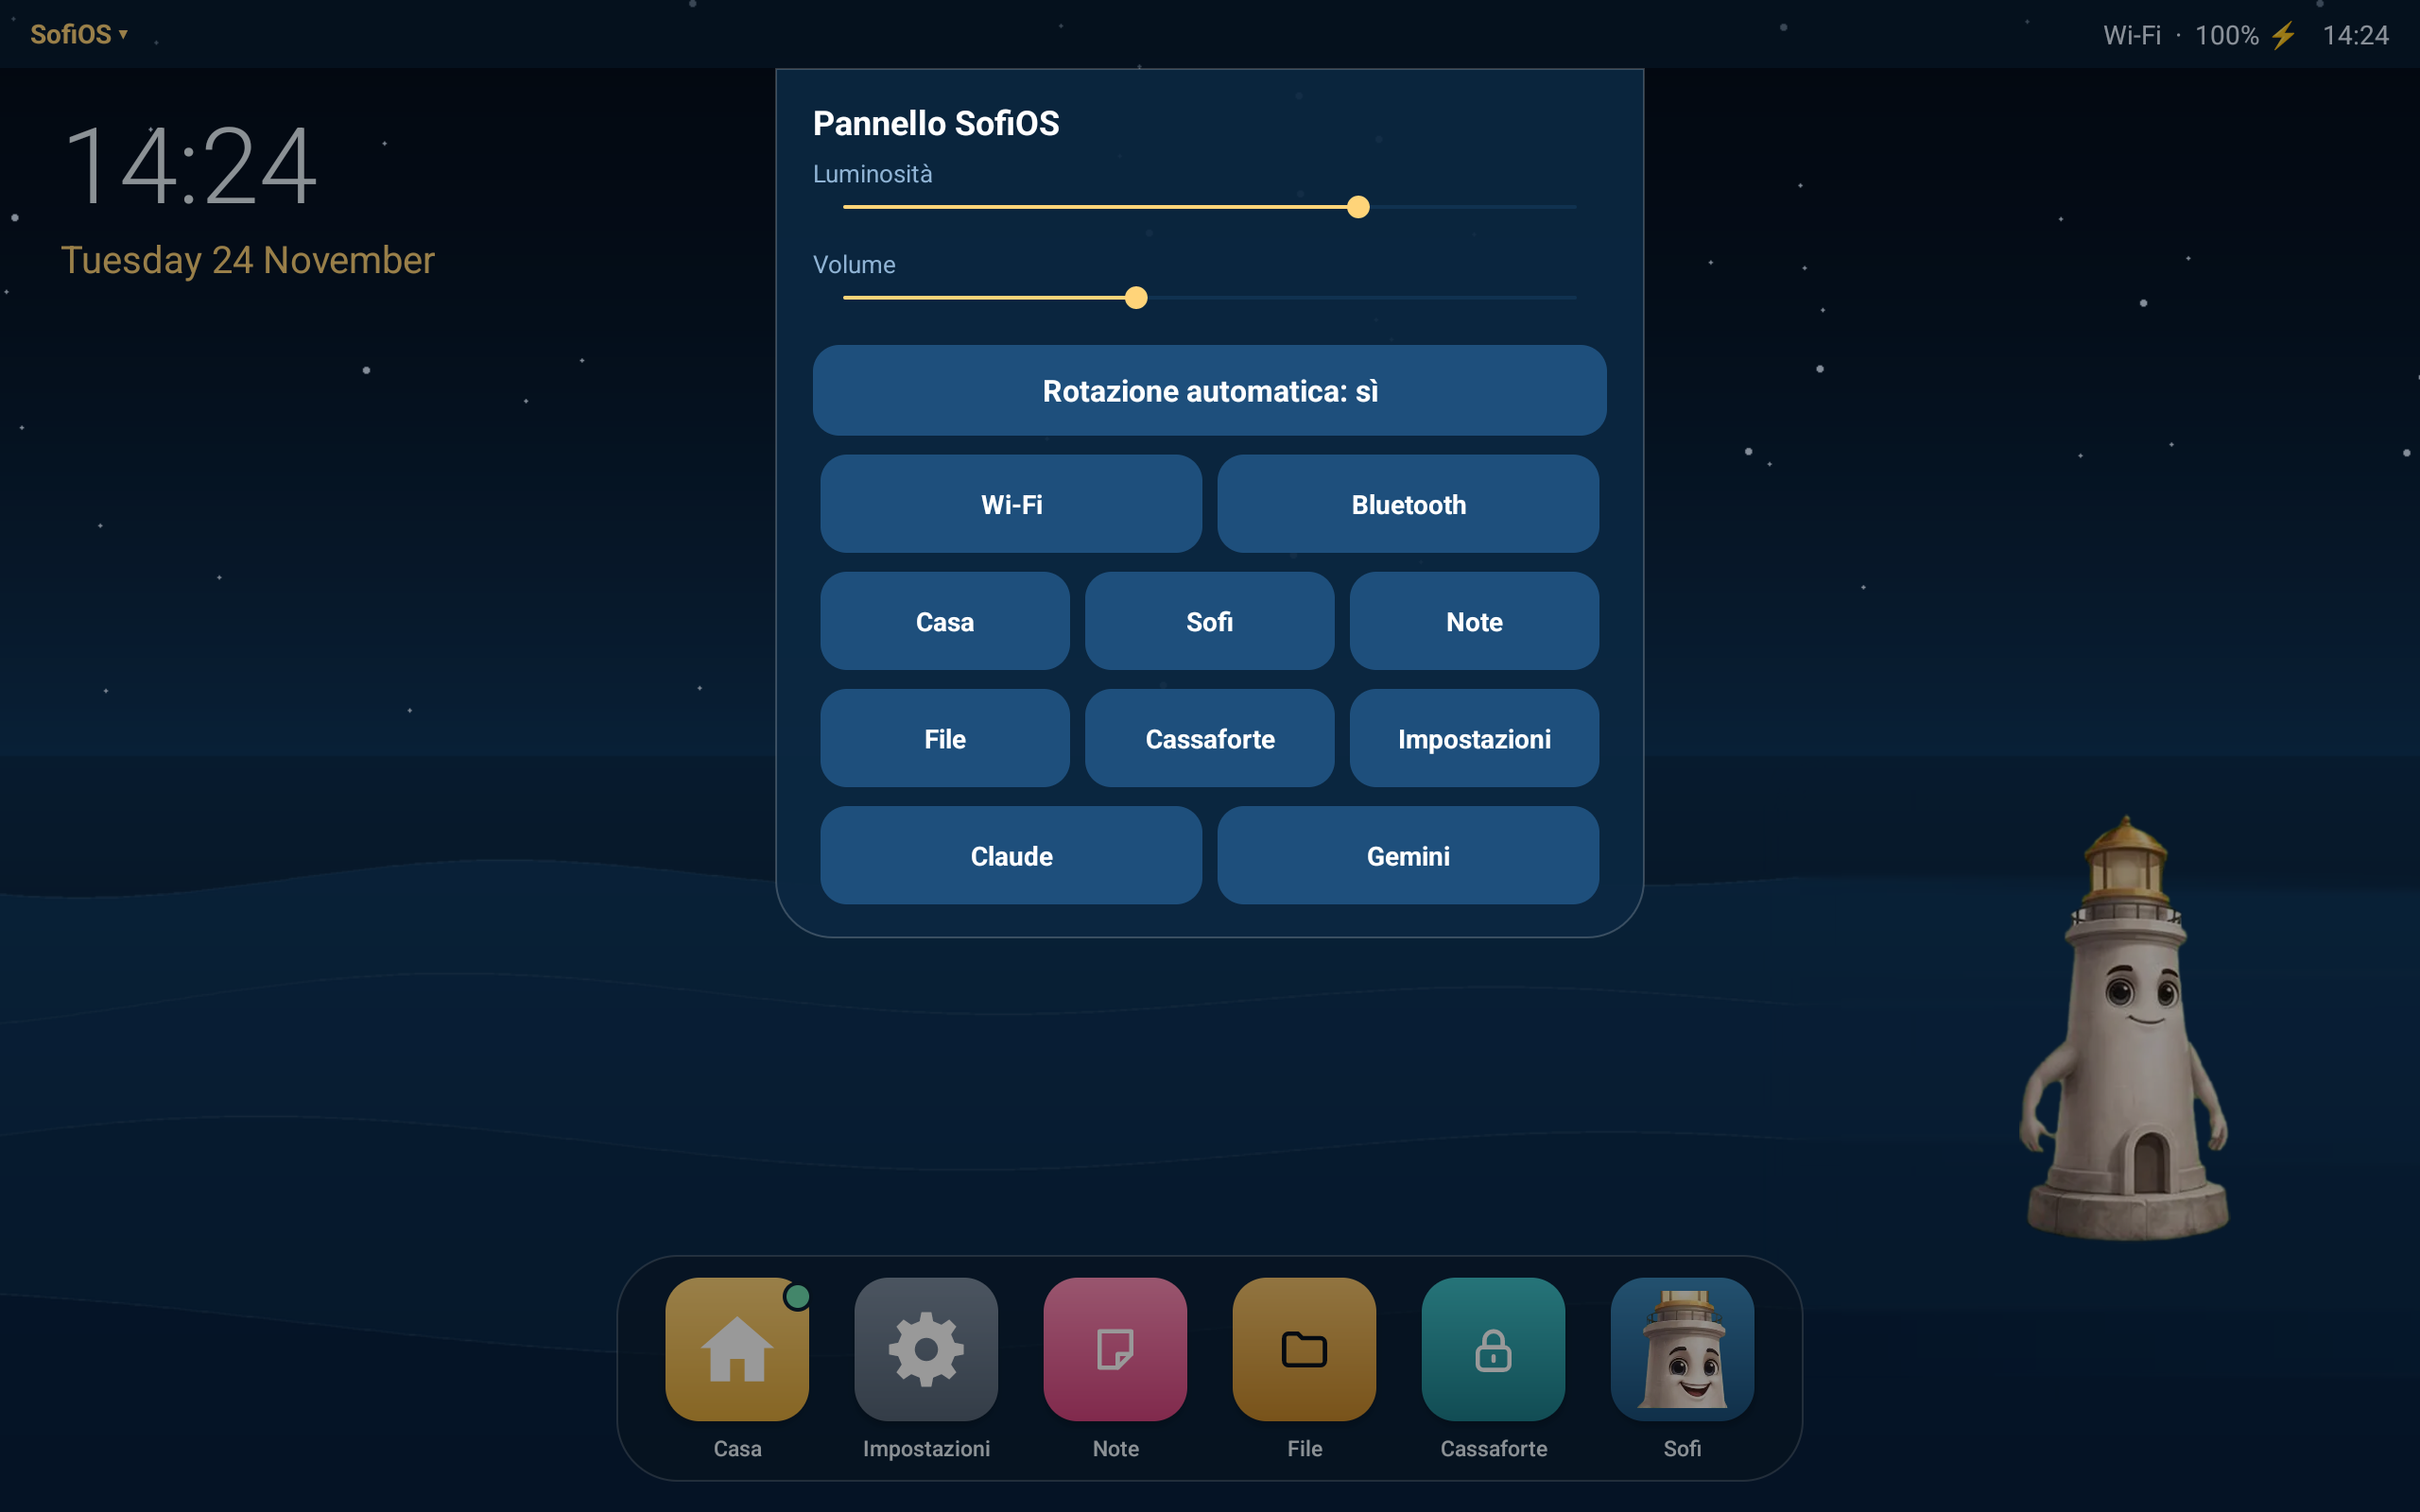 SofiOS ▾
Wi-Fi · 100% ⚡ 14:24
14:24
Tuesday 24 November
Pannello SofiOS
Luminosità
Volume
Rotazione automatica: sì
Wi-Fi
Bluetooth
Casa
Sofi
Note
File
Cassaforte
Impostazioni
Claude
Gemini
Casa
Impostazioni
Note
File
Cassaforte
Sofi